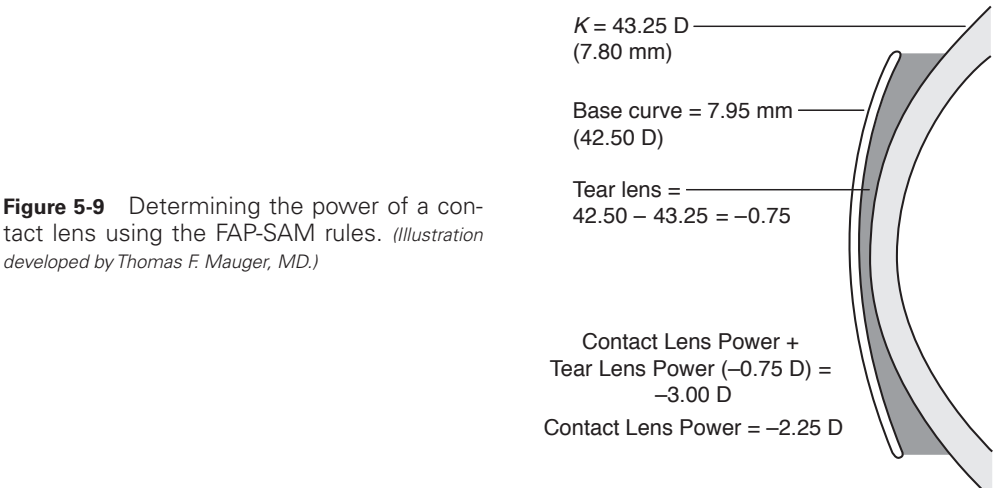 Figure 5-9 Determining the power of a con-
tact lens using the FAP-SAM rules. (Illustration
developed by Thomas F. Mauger, MD.)
K = 43.25 D
(7.80 mm)
Base curve = 7.95 mm
(42.50 D)
Tear lens =
42.50 – 43.25 = –0.75
Contact Lens Power +
Tear Lens Power (–0.75 D) =
–3.00 D
Contact Lens Power = –2.25 D